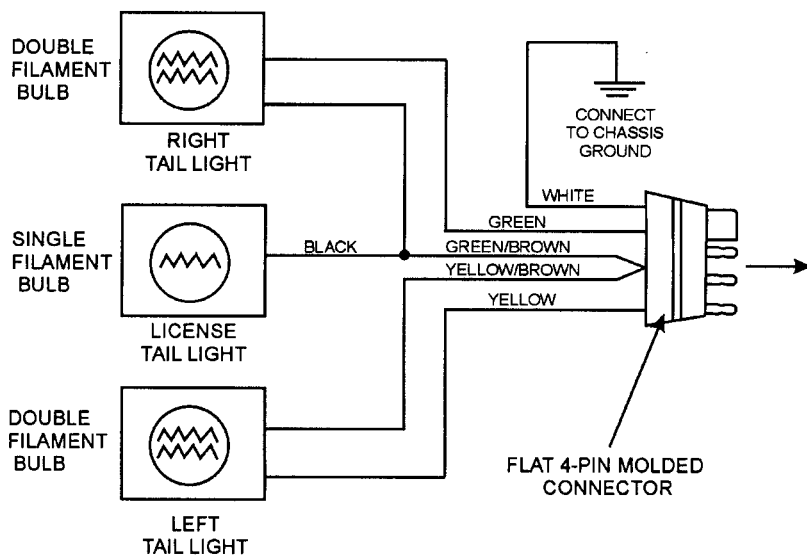 DOUBLE
FILAMENT
BULB
RIGHT
TAIL LIGHT
CONNECT
TO CHASSIS
GROUND
WHITE
GREEN
SINGLE
FILAMENT
BULB
BLACK
GREEN/BROWN
YELLOW/BROWN
YELLOW
LICENSE
TAIL LIGHT
DOUBLE
FILAMENT
BULB
FLAT 4-PIN MOLDED
CONNECTOR
LEFT
TAIL LIGHT